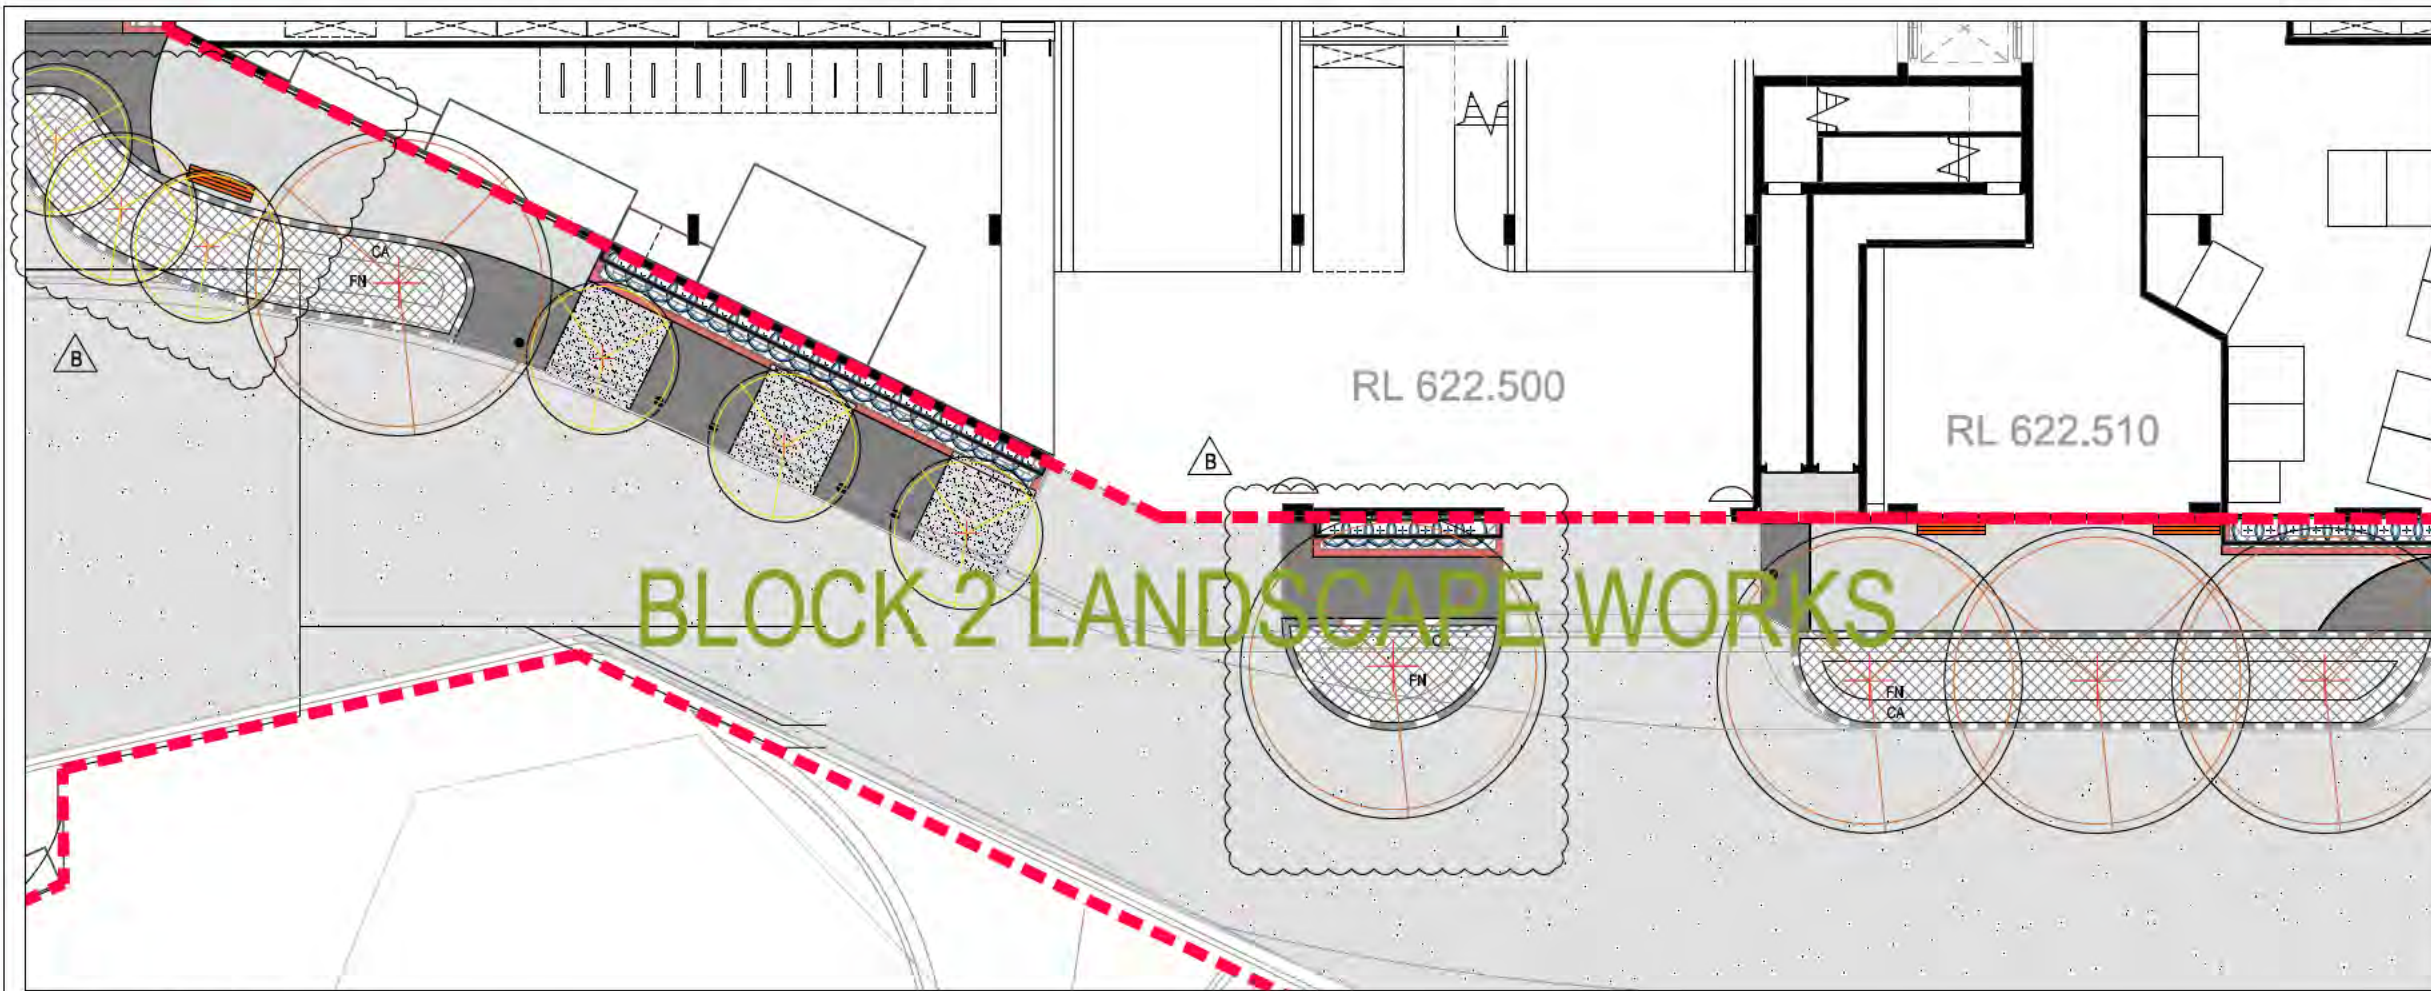 CA
FN
B
RL 622.500
RL 622.510
B
BLOCK 2 LANDSCAPE WORKS
FN
FN
CA